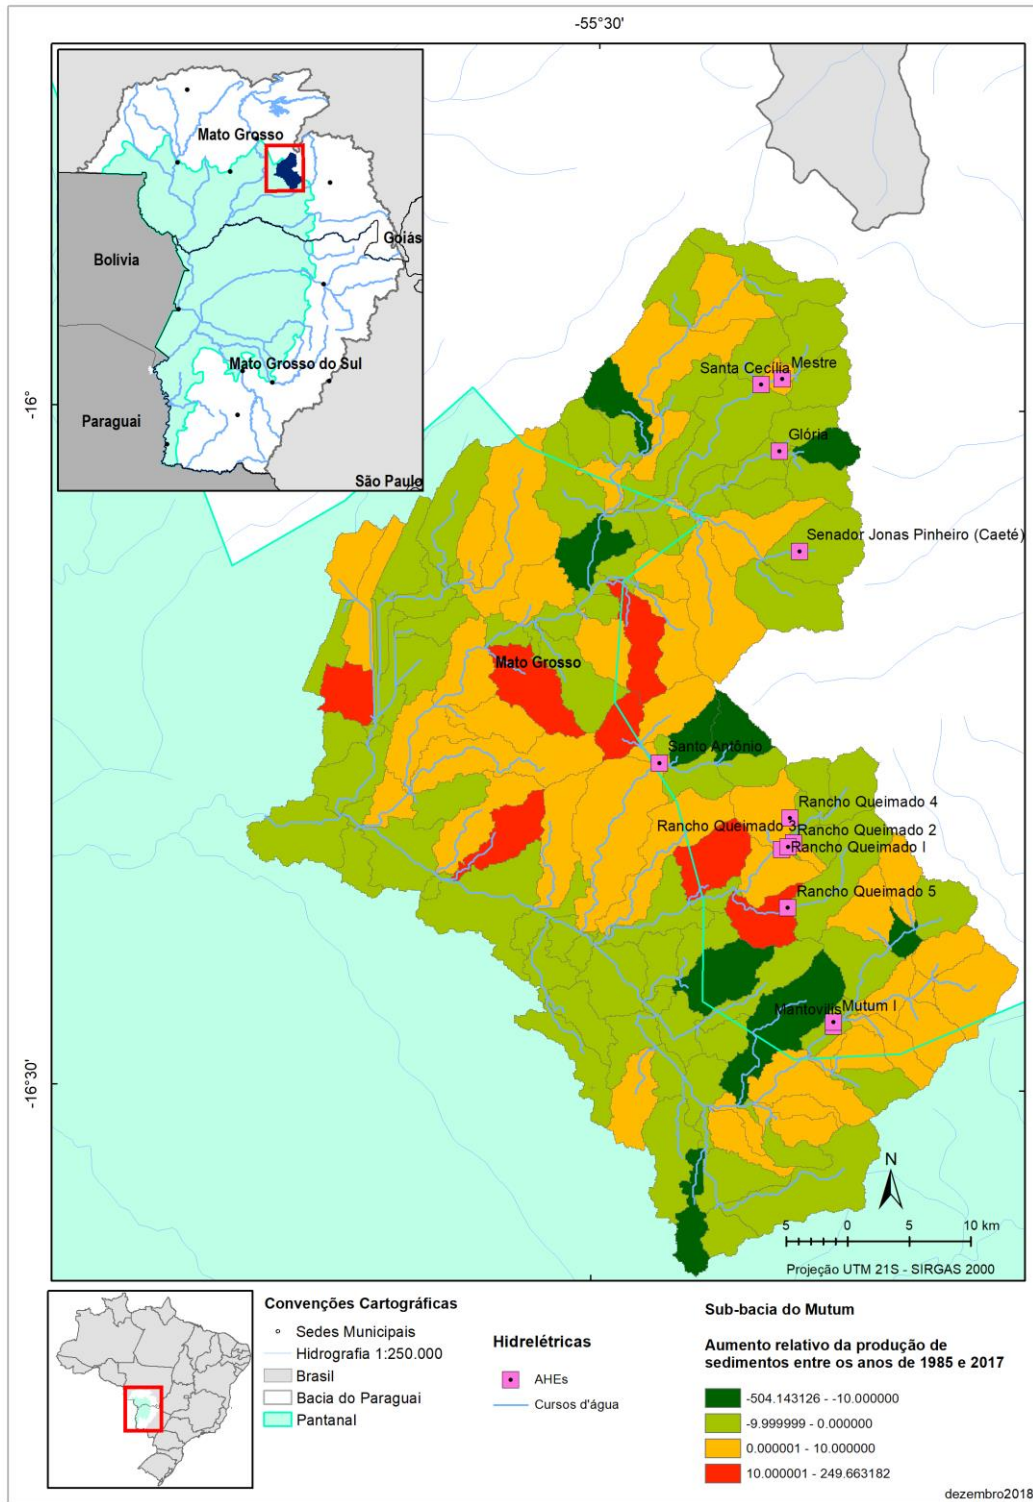 -55°30'
Mato Grosso
Goiás
Bolivia
Mato Grosso do Sul
Paraguai
São Paulo
-16°
Santa Cecília
Mestre
Glória
Senador Jonas Pinheiro (Caeté)
Mato Grosso
Santo Antônio
Rancho Queimado 4
Rancho Queimado 3
Rancho Queimado 2
Rancho Queimado I
Rancho Queimado 5
Mantovilis
Mutum I
-16°30'
N
5 0 5 10 km
Projeção UTM 21S - SIRGAS 2000
Convenções Cartográficas
Sedes Municipais
Hidrografia 1:250.000
Brasil
Bacia do Paraguai
Pantanal
Hidrelétricas
AHEs
Cursos d'água
Sub-bacia do Mutum
Aumento relativo da produção de
sedimentos entre os anos de 1985 e 2017
-504.143126 - -10.000000
-9.999999 - 0.000000
0.000001 - 10.000000
10.000001 - 249.663182
dezembro2018